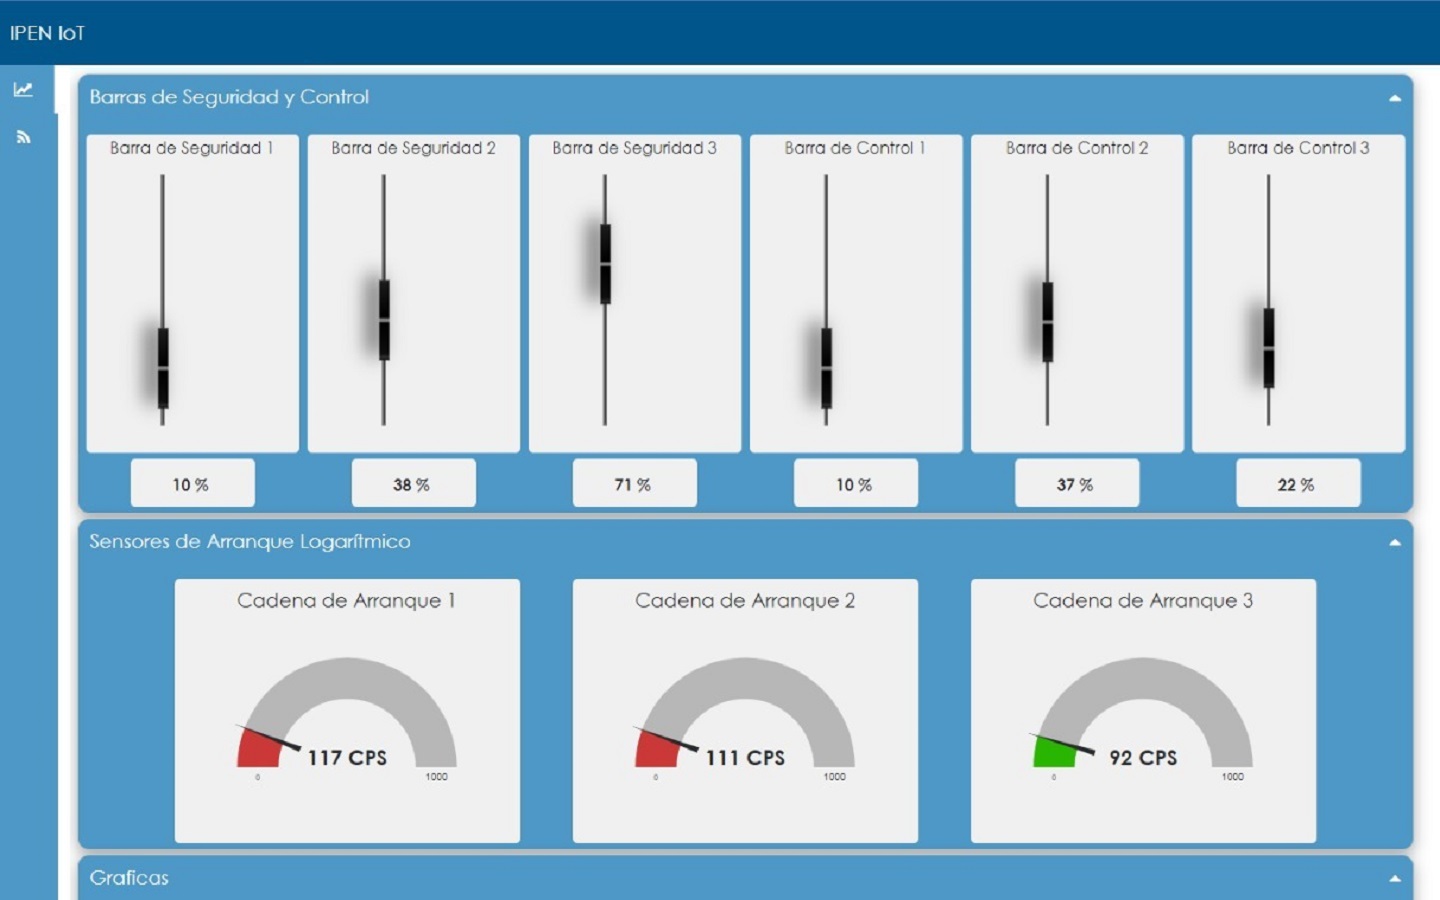 IPEN IoT
Barras de Seguridad y Control
Barra de Seguridad 1
Barra de Seguridad 2
Barra de Seguridad 3
Barra de Control 1
Barra de Control 2
Barra de Control 3
10 %
38 %
71 %
10 %
37 %
22 %
Sensores de Arranque Logarítmico
Cadena de Arranque 1
Cadena de Arranque 2
Cadena de Arranque 3
117 CPS
0
1000
111 CPS
0
1000
92 CPS
0
1000
Graficas